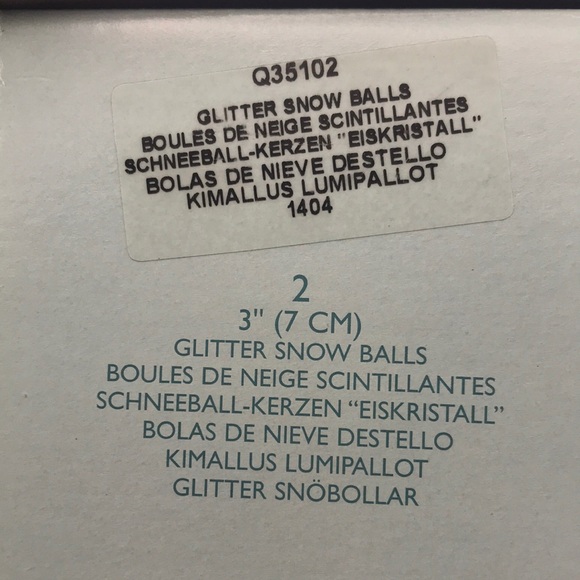 Q35102
GLITTER SNOW BALLS
BOULES DE NEIGE SCINTILLANTES
SCHNEEBALL-KERZEN "EISKRISTALL"
BOLAS DE NIEVE DESTELLO
KIMALLUS LUMIPALLOT
1404
2
3" (7 CM)
GLITTER SNOW BALLS
BOULES DE NEIGE SCINTILLANTES
SCHNEEBALL-KERZEN “EISKRISTALL”
BOLAS DE NIEVE DESTELLO
KIMALLUS LUMIPALLOT
GLITTER SNÖBOLLAR